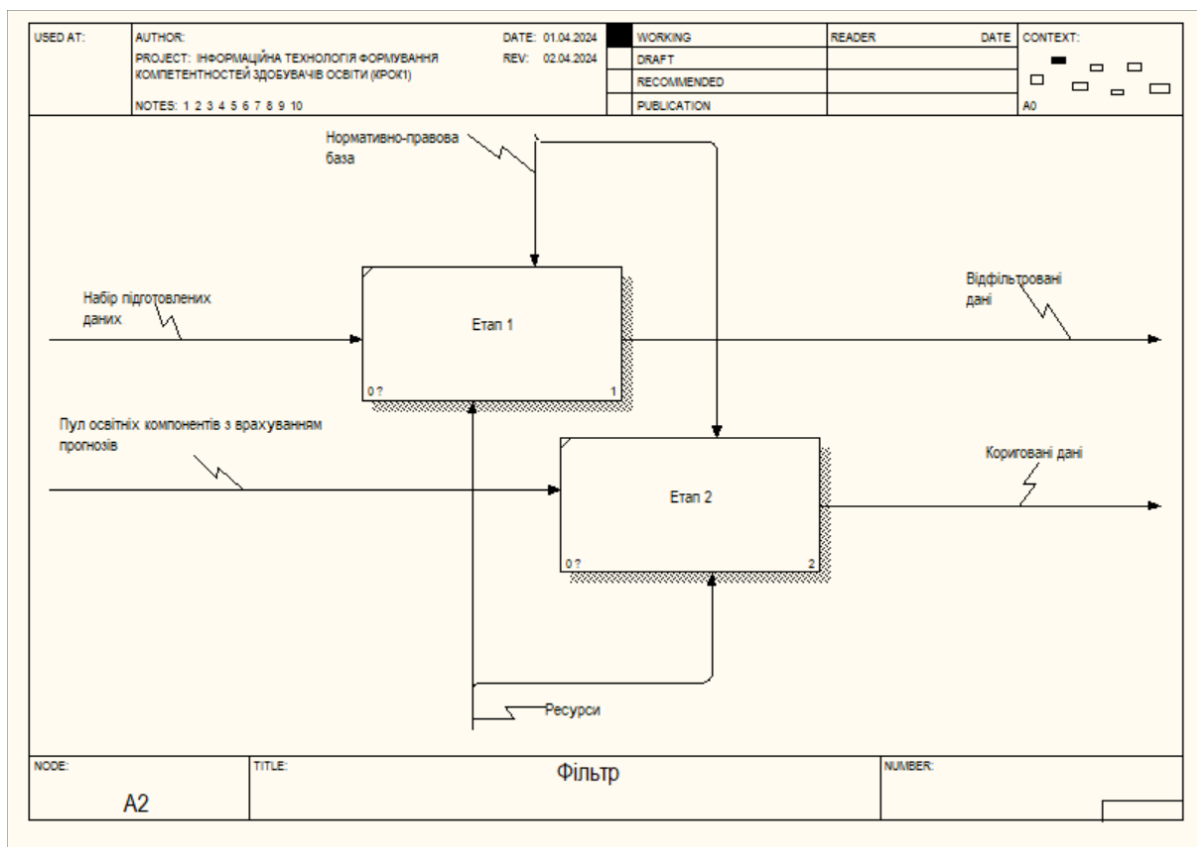 USED AT:
AUTHOR:
DATE: 01.04.2024
WORKING
READER
DATE
CONTEXT:
PROJECT: ІНФОРМАЦІЙНА ТЕХНОЛОГІЯ ФОРМУВАННЯ
REV: 02.04.2024
DRAFT
КОМПЕТЕНТНОСТЕЙ ЗДОБУВАЧІВ ОСВІТИ (КРОК1)
RECOMMENDED
NOTES: 1 2 3 4 5 6 7 8 9 10
PUBLICATION
A0
Нормативно-правова
база
Набір підготовлених
даних
Етап 1
0 ?
1
Відфільтровані
дані
Пул освітніх компонентів з врахуванням
прогнозів
Етап 2
0 ?
2
Кориговані дані
Ресурси
NODE:
A2
TITLE:
Фільтр
NUMBER: